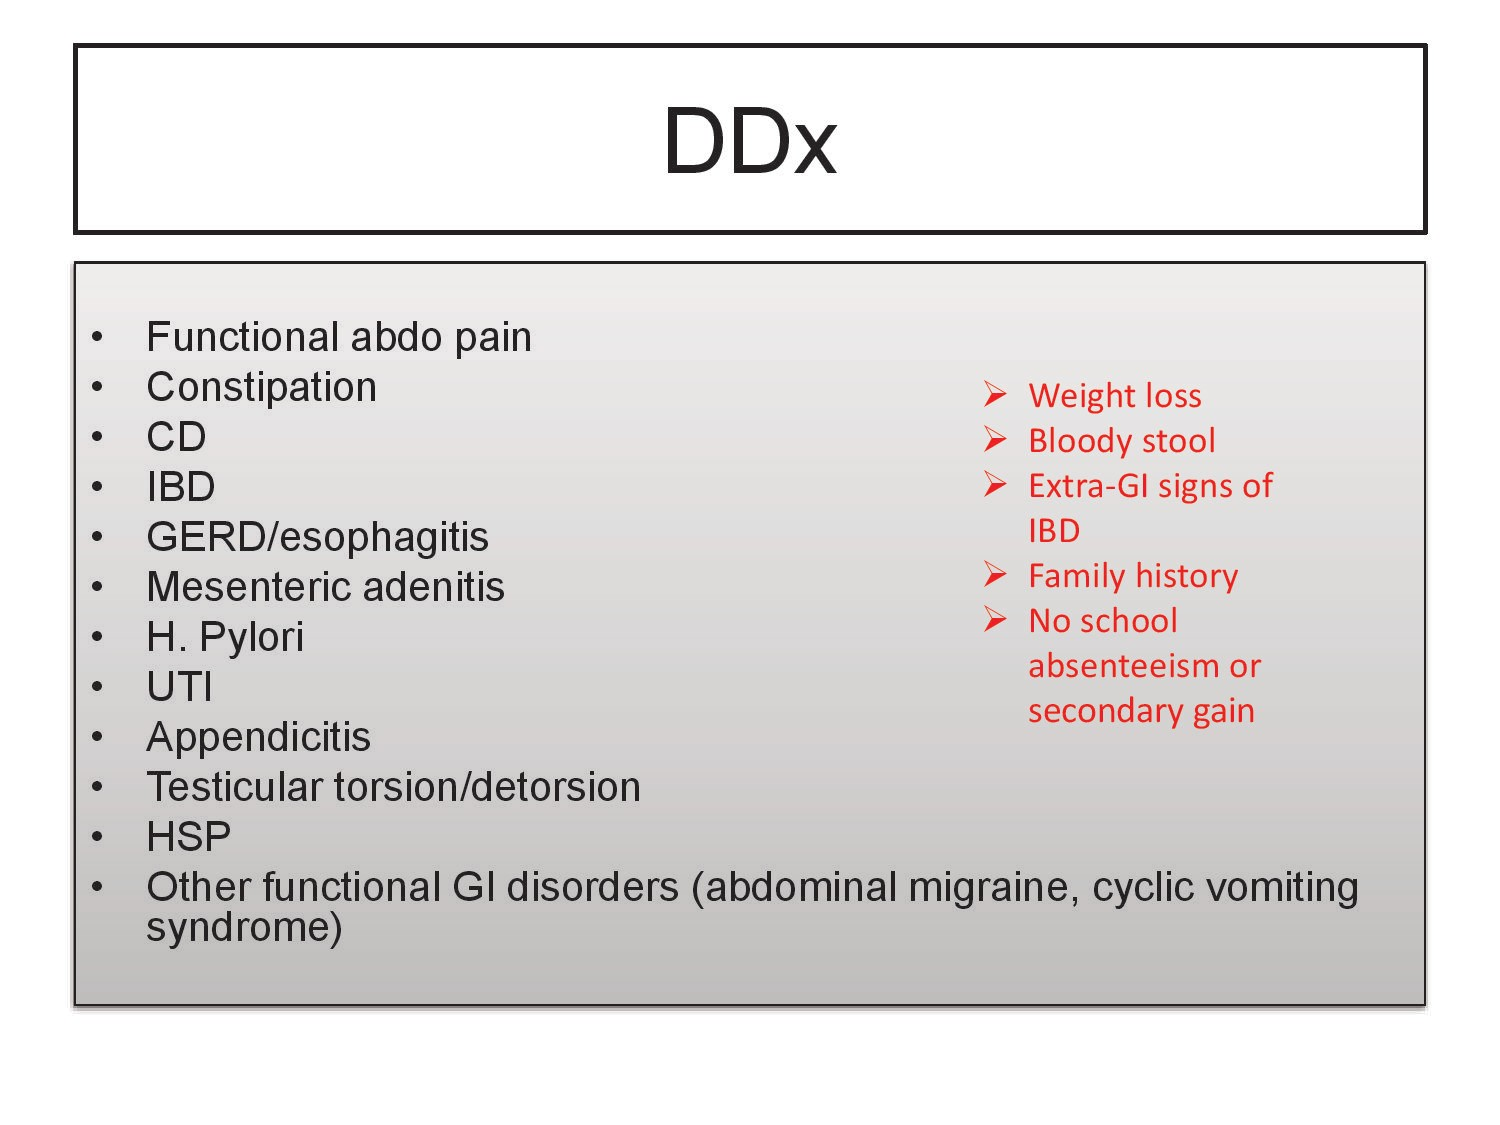 DDx
• Functional abdo pain
• Constipation
• CD
• IBD
• GERD/esophagitis
• Mesenteric adenitis
• H. Pylori
• UTI
• Appendicitis
• Testicular torsion/detorsion
• HSP
• Other functional GI disorders (abdominal migraine, cyclic vomiting
syndrome)
➢ Weight loss
➢ Bloody stool
➢ Extra-GI signs of
IBD
➢ Family history
➢ No school
absenteeism or
secondary gain